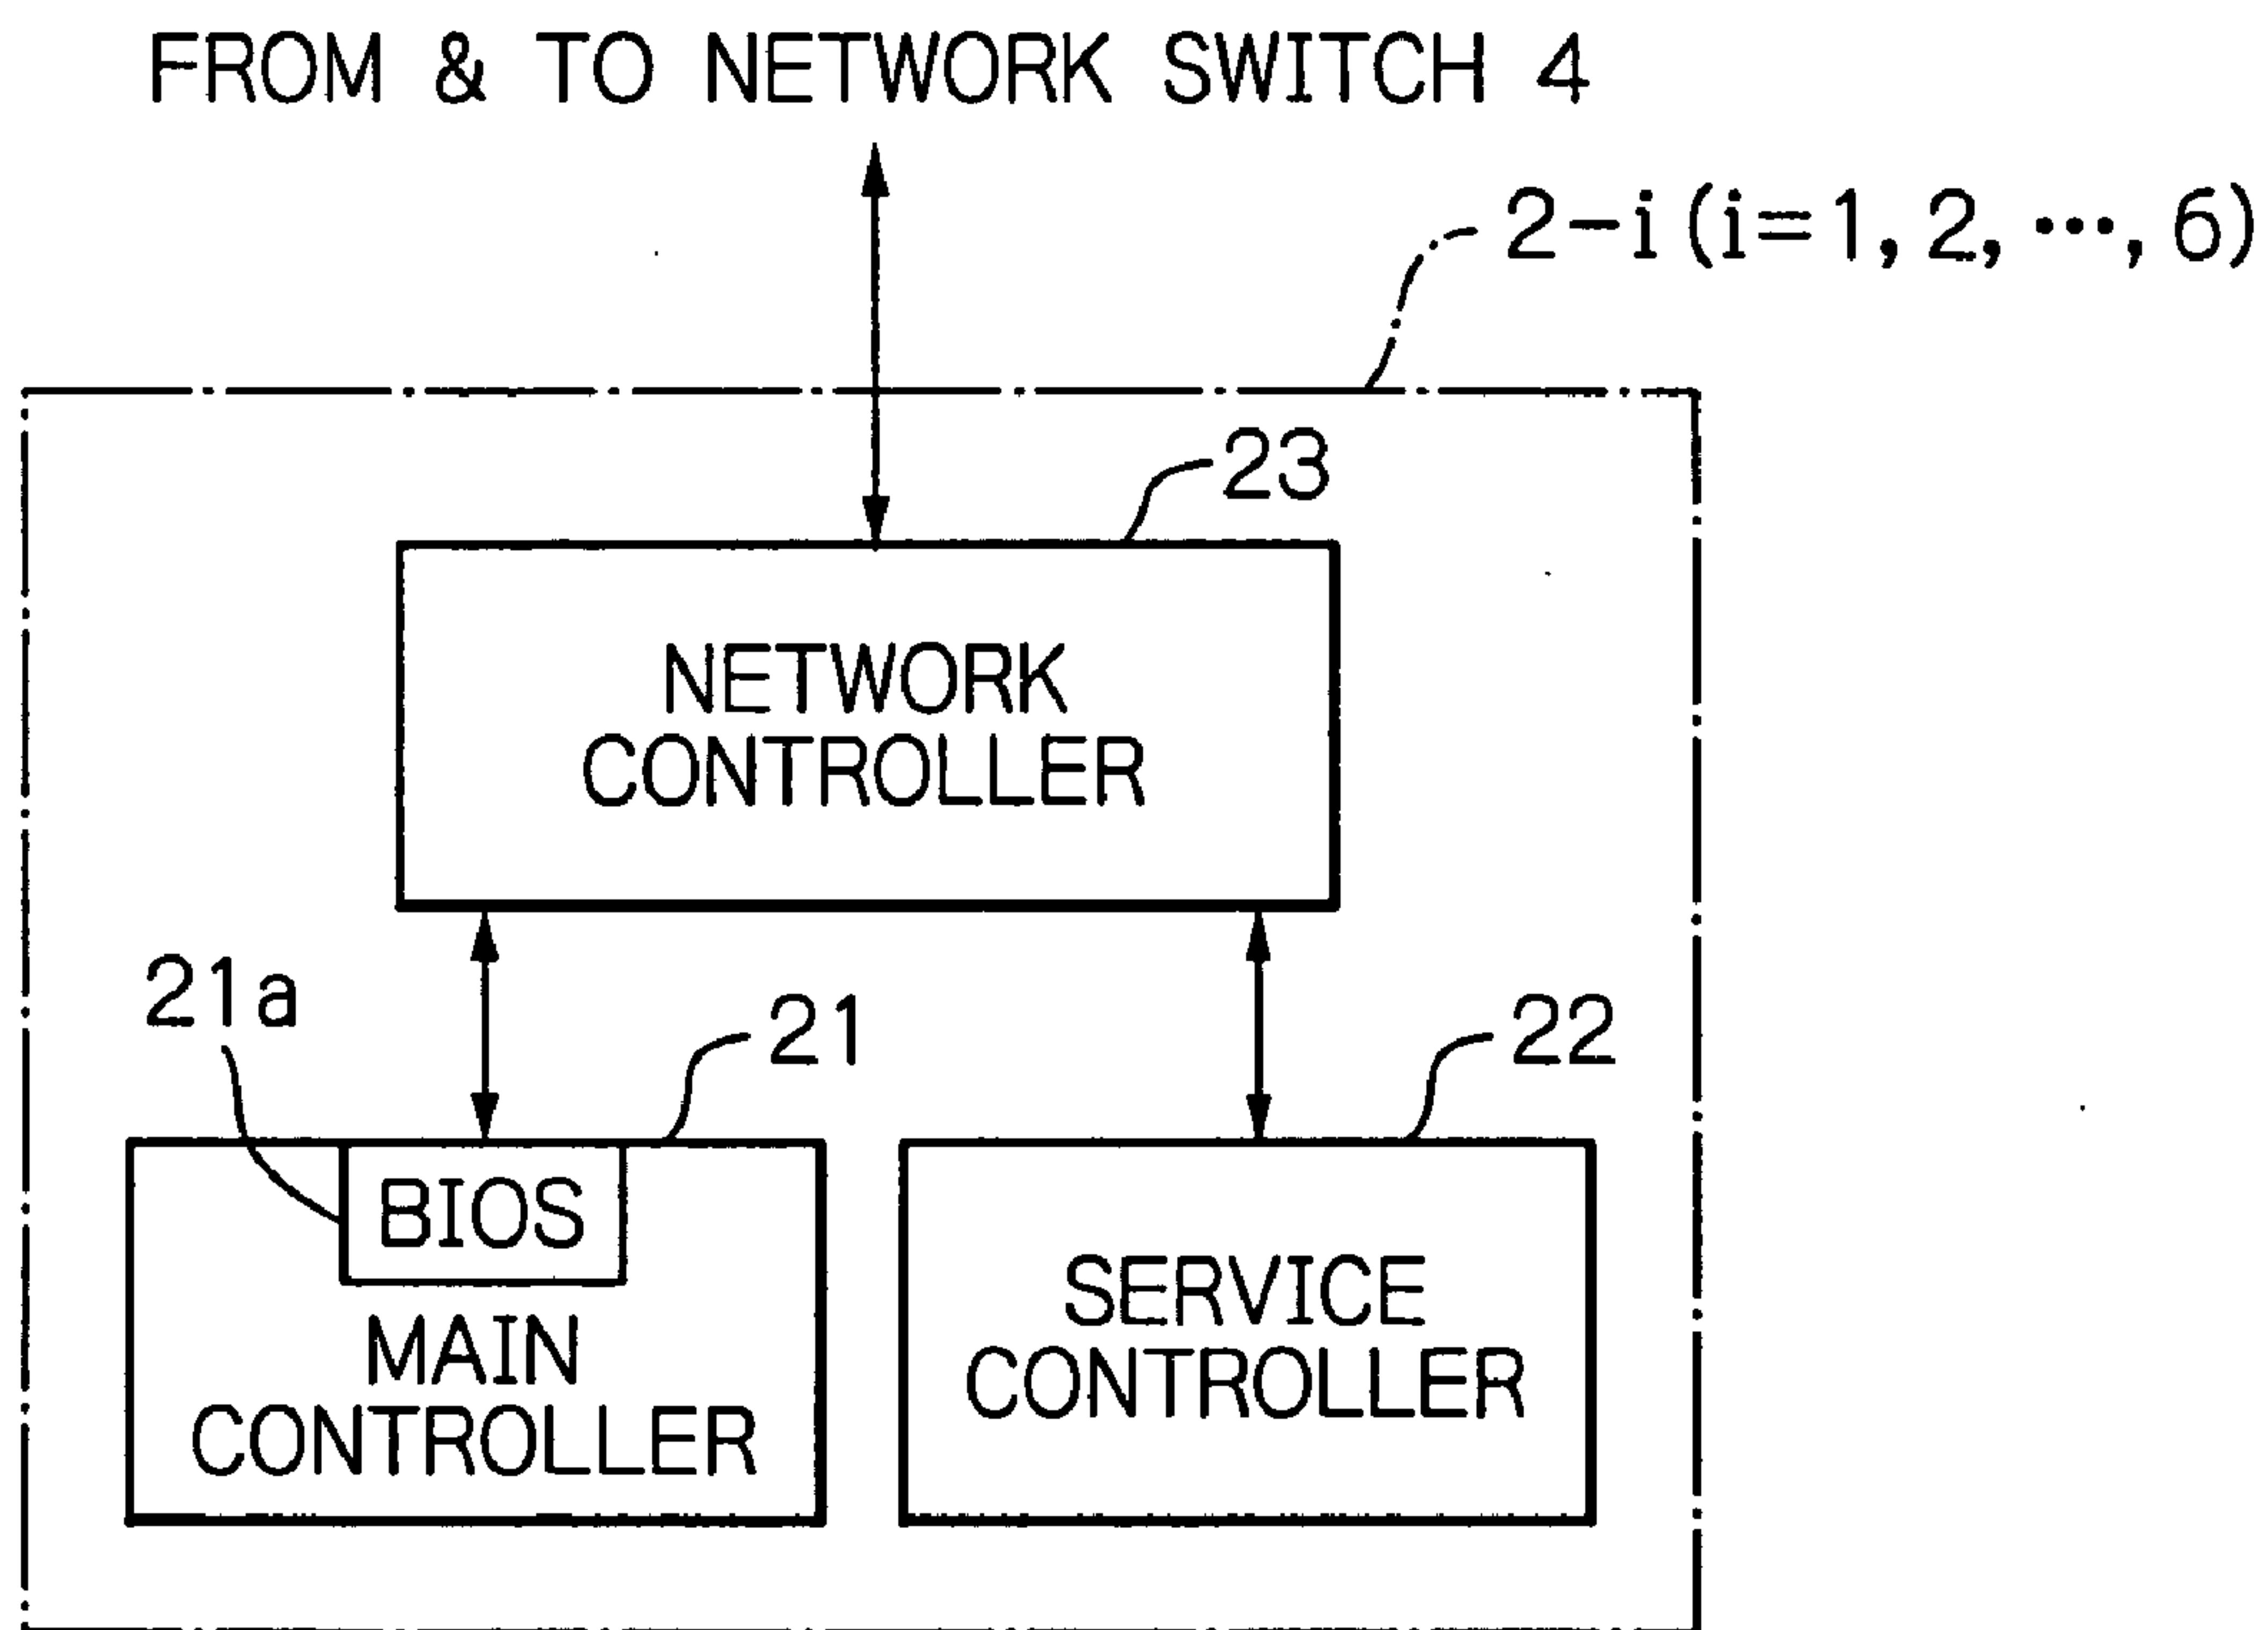 FROM & TO NETWORK SWITCH 4
2-i (i=1, 2, ···, 6)
23
NETWORK
CONTROLLER
21a
21
22
BIOS
MAIN
CONTROLLER
SERVICE
CONTROLLER